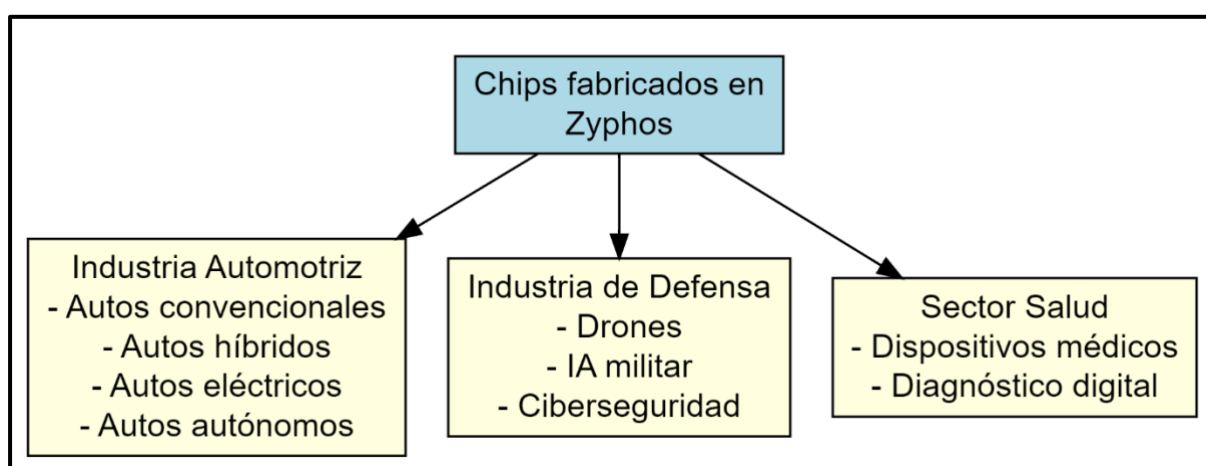 Chips fabricados en
Zyphos
Industria Automotriz
- Autos convencionales
- Autos híbridos
- Autos eléctricos
- Autos autónomos
Industria de Defensa
- Drones
- IA militar
- Ciberseguridad
Sector Salud
- Dispositivos médicos
- Diagnóstico digital